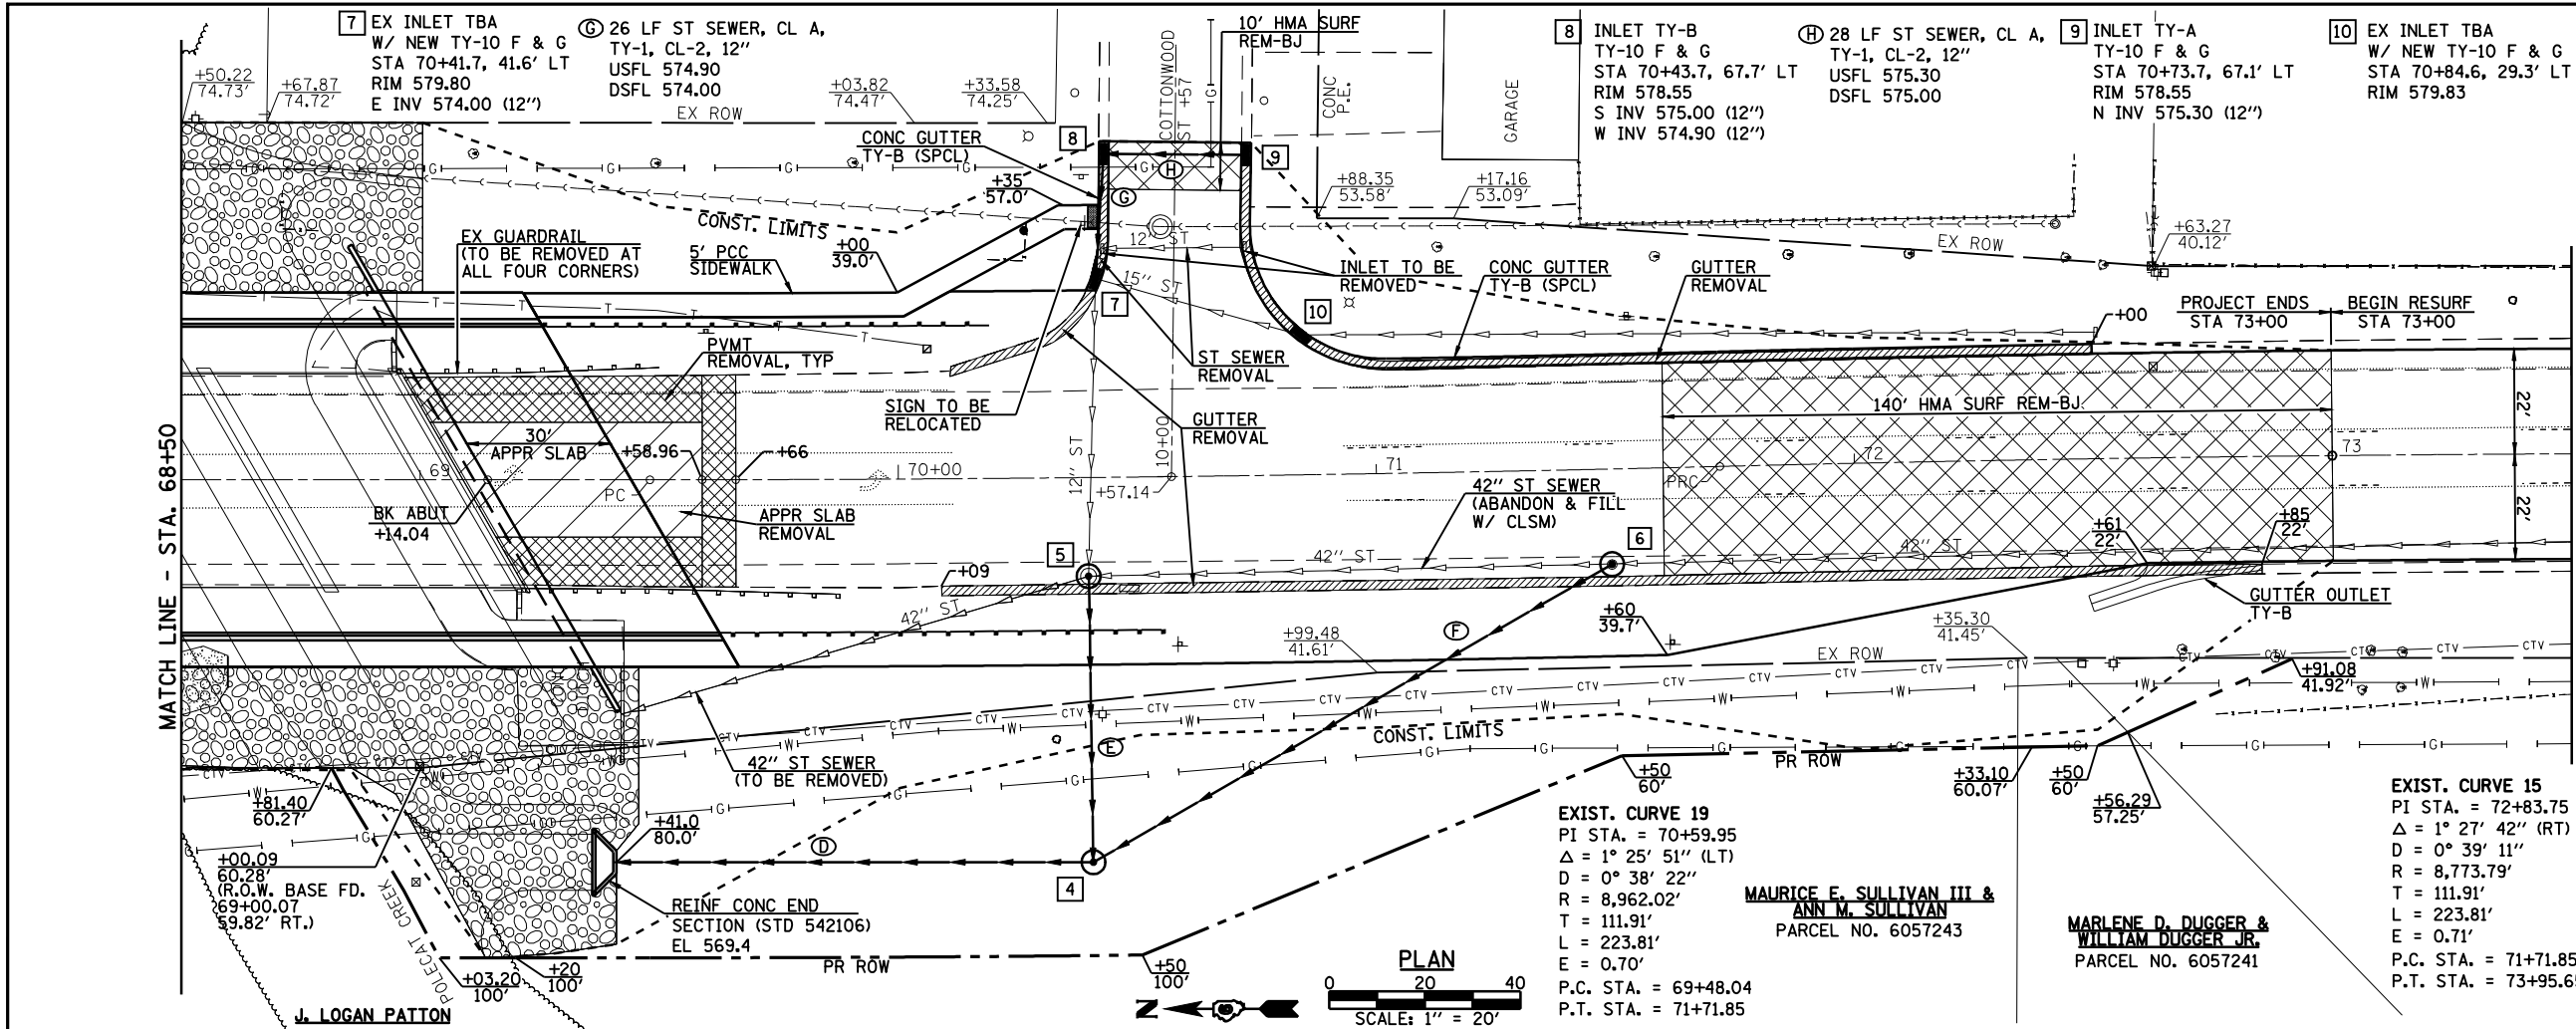 7 EX INLET TBA
W/ NEW TY-10 F & G
STA 70+41.7, 41.6' LT
RIM 579.80
E INV 574.00 (12'')
G 26 LF ST SEWER, CL A,
TY-1, CL-2, 12''
USFL 574.90
DSFL 574.00
10' HMA SURF
REM-BJ
8 INLET TY-B
TY-10 F & G
STA 70+43.7, 67.7' LT
RIM 578.55
S INV 575.00 (12'')
W INV 574.90 (12'')
H 28 LF ST SEWER, CL A,
TY-1, CL-2, 12''
USFL 575.30
DSFL 575.00
9 INLET TY-A
TY-10 F & G
STA 70+73.7, 67.1' LT
RIM 578.55
N INV 575.30 (12'')
10 EX INLET TBA
W/ NEW TY-10 F & G
STA 70+84.6, 29.3' LT
RIM 579.83
+50.22
74.73'
+67.87
74.72'
+03.82
74.47'
+33.58
74.25'
EX ROW
COTTONWOOD
ST +57
CONC
P.E.
GARAGE
CONC GUTTER
TY-B (SPCL)
8
9
H
G
+35
57.0'
CONST. LIMITS
+88.35
53.58'
+17.16
53.09'
+63.27
40.12'
EX ROW
EX GUARDRAIL
(TO BE REMOVED AT
ALL FOUR CORNERS)
5' PCC
SIDEWALK
+00
39.0'
12'' ST
15'' ST
INLET TO BE
REMOVED
CONC GUTTER
TY-B (SPCL)
GUTTER
REMOVAL
7
10
+00
PROJECT ENDS
STA 73+00
BEGIN RESURF
STA 73+00
PVMT
REMOVAL, TYP
ST SEWER
REMOVAL
SIGN TO BE
RELOCATED
GUTTER
REMOVAL
140' HMA SURF REM-BJ
22'
22'
MATCH LINE - STA. 68+50
30'
APPR SLAB
+58.96
+66
69
70+00
10+00
71
72
73
PC
PRC
+57.14
12'' ST
BK ABUT
+14.04
APPR SLAB
REMOVAL
42'' ST SEWER
(ABANDON & FILL
W/ CLSM)
5
6
+09
42'' ST
42'' ST
42'' ST
+61
22'
+85
22'
GUTTER OUTLET
TY-B
+60
39.7'
+99.48
41.61'
F
+35.30
41.45'
EX ROW
+91.08
41.92'
CONST. LIMITS
E
42'' ST SEWER
(TO BE REMOVED)
PR ROW
+50
60'
+33.10
60.07'
+50
60'
+56.29
57.25'
+81.40
60.27'
+00.09
60.28'
(R.O.W. BASE FD.
69+00.07
59.82' RT.)
POLECAT CREEK
+41.0
80.0'
D
4
REINF CONC END
SECTION (STD 542106)
EL 569.4
+03.20
100'
+20
100'
PR ROW
+50
100'
J. LOGAN PATTON
N
PLAN
0 20 40
SCALE: 1'' = 20'
EXIST. CURVE 19
PI STA. = 70+59.95
Δ = 1° 25' 51'' (LT)
D = 0° 38' 22''
R = 8,962.02'
T = 111.91'
L = 223.81'
E = 0.70'
P.C. STA. = 69+48.04
P.T. STA. = 71+71.85
MAURICE E. SULLIVAN III &
ANN M. SULLIVAN
PARCEL NO. 6057243
MARLENE D. DUGGER &
WILLIAM DUGGER JR.
PARCEL NO. 6057241
EXIST. CURVE 15
PI STA. = 72+83.75
Δ = 1° 27' 42'' (RT)
D = 0° 39' 11''
R = 8,773.79'
T = 111.91'
L = 223.81'
E = 0.71'
P.C. STA. = 71+71.85
P.T. STA. = 73+95.6